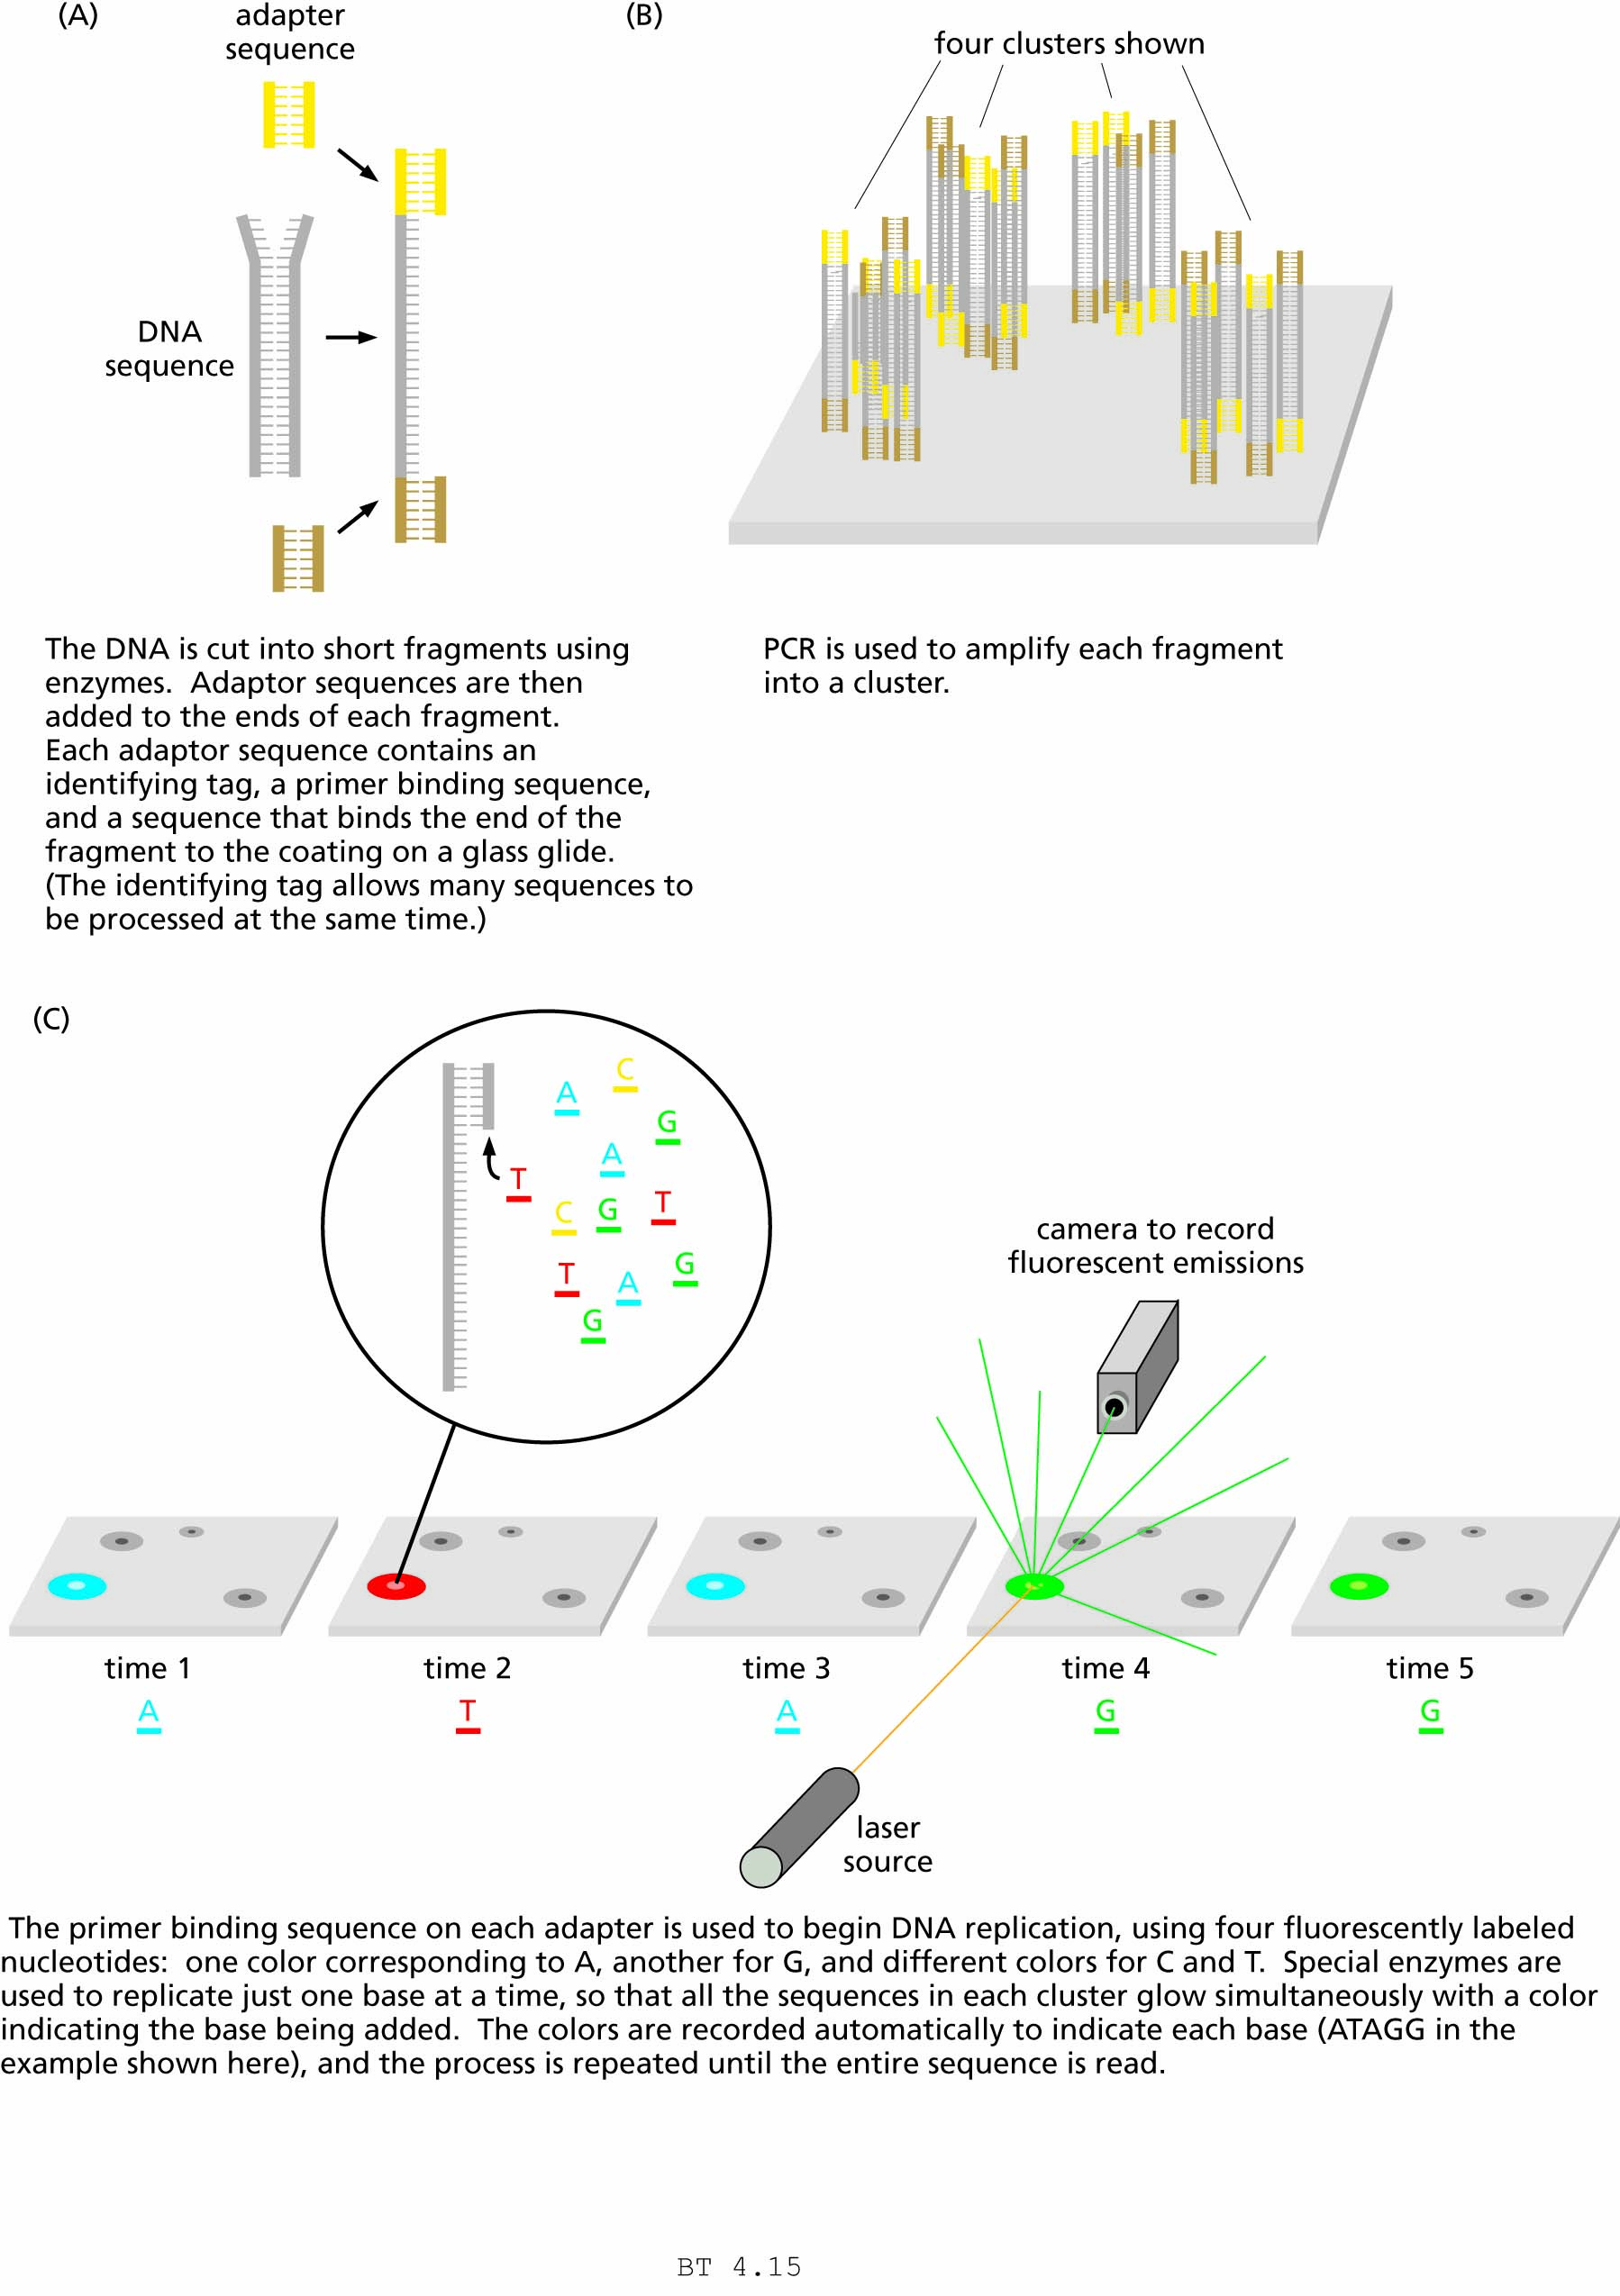 (A)
adapter
sequence
DNA
sequence
The DNA is cut into short fragments using
enzymes.  Adaptor sequences are then
added to the ends of each fragment.
Each adaptor sequence contains an
identifying tag, a primer binding sequence,
and a sequence that binds the end of the
fragment to the coating on a glass glide.
(The identifying tag allows many sequences to
be processed at the same time.)
(B)
four clusters shown
PCR is used to amplify each fragment
into a cluster.
(C)
C
A
G
A
T
T
C
G
G
T
A
G
camera to record
fluorescent emissions
time 1
time 2
time 3
time 4
time 5
A
T
A
G
G
laser
source
The primer binding sequence on each adapter is used to begin DNA replication, using four fluorescently labeled
nucleotides:  one color corresponding to A, another for G, and different colors for C and T.  Special enzymes are
used to replicate just one base at a time, so that all the sequences in each cluster glow simultaneously with a color
indicating the base being added.  The colors are recorded automatically to indicate each base (ATAGG in the
example shown here), and the process is repeated until the entire sequence is read.
BT 4.15